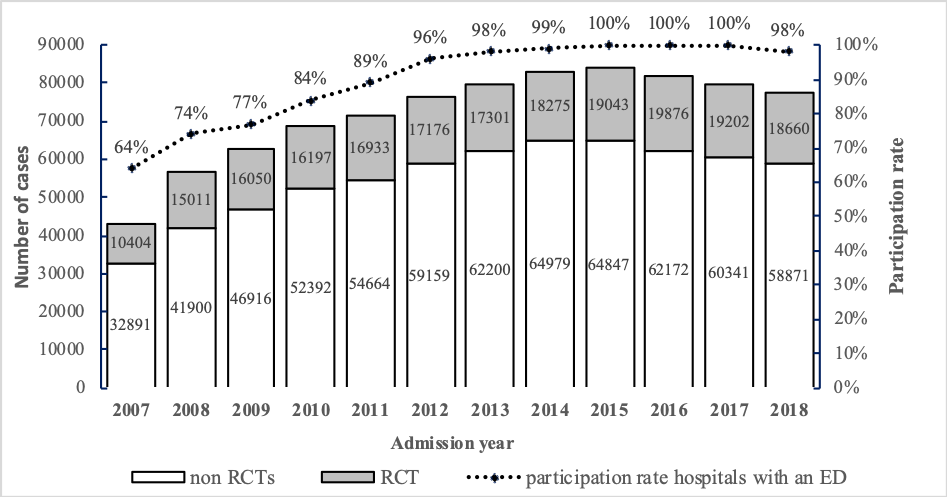 64% 74% 77% 84% 89% 96% 98% 99% 100% 100% 100% 98%
Number of cases
90000
80000
70000
60000
50000
40000
30000
20000
10000
0
10404 15011 16050 16197 16933 17176 17301 18275 19043 19876 19202 18660
32891 41900 46916 52392 54664 59159 62200 64979 64847 62172 60341 58871
100%
90%
80%
70%
60%
50%
40%
30%
20%
10%
0%
Participation rate
2007 2008 2009 2010 2011 2012 2013 2014 2015 2016 2017 2018
Admission year
non RCTs RCT participation rate hospitals with an ED